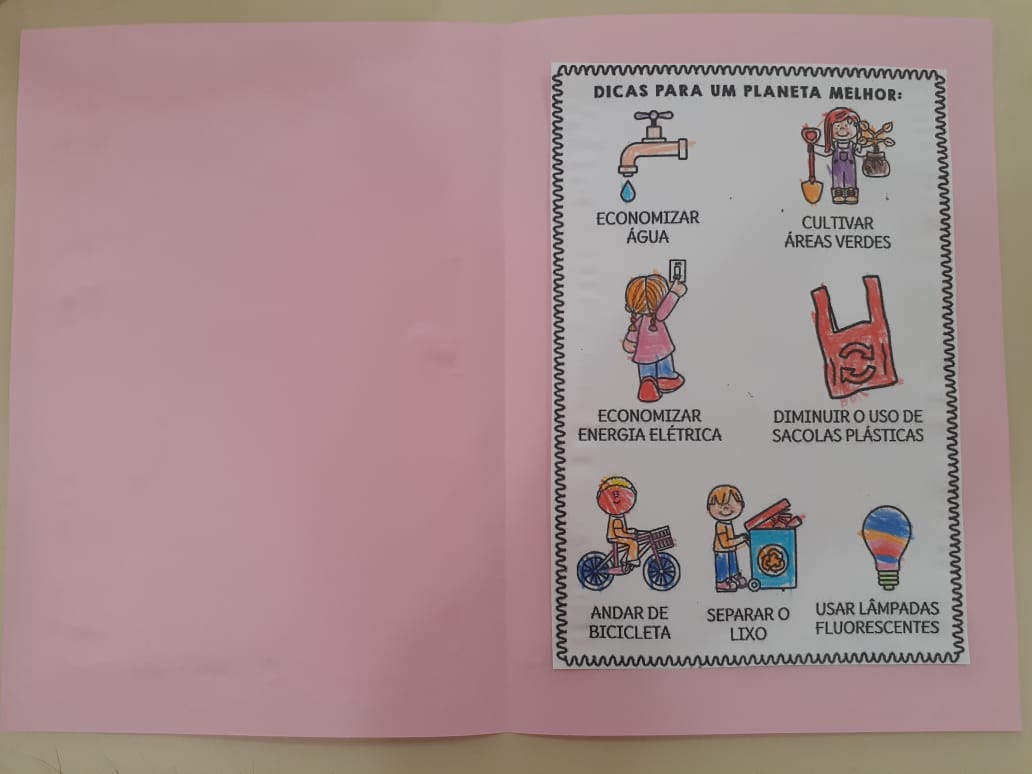 DICAS PARA UM PLANETA MELHOR:
ECONOMIZAR
ÁGUA
CULTIVAR
ÁREAS VERDES
ECONOMIZAR
ENERGIA ELÉTRICA
DIMINUIR O USO DE
SACOLAS PLÁSTICAS
ANDAR DE
BICICLETA
SEPARAR O
LIXO
USAR LÂMPADAS
FLUORESCENTES